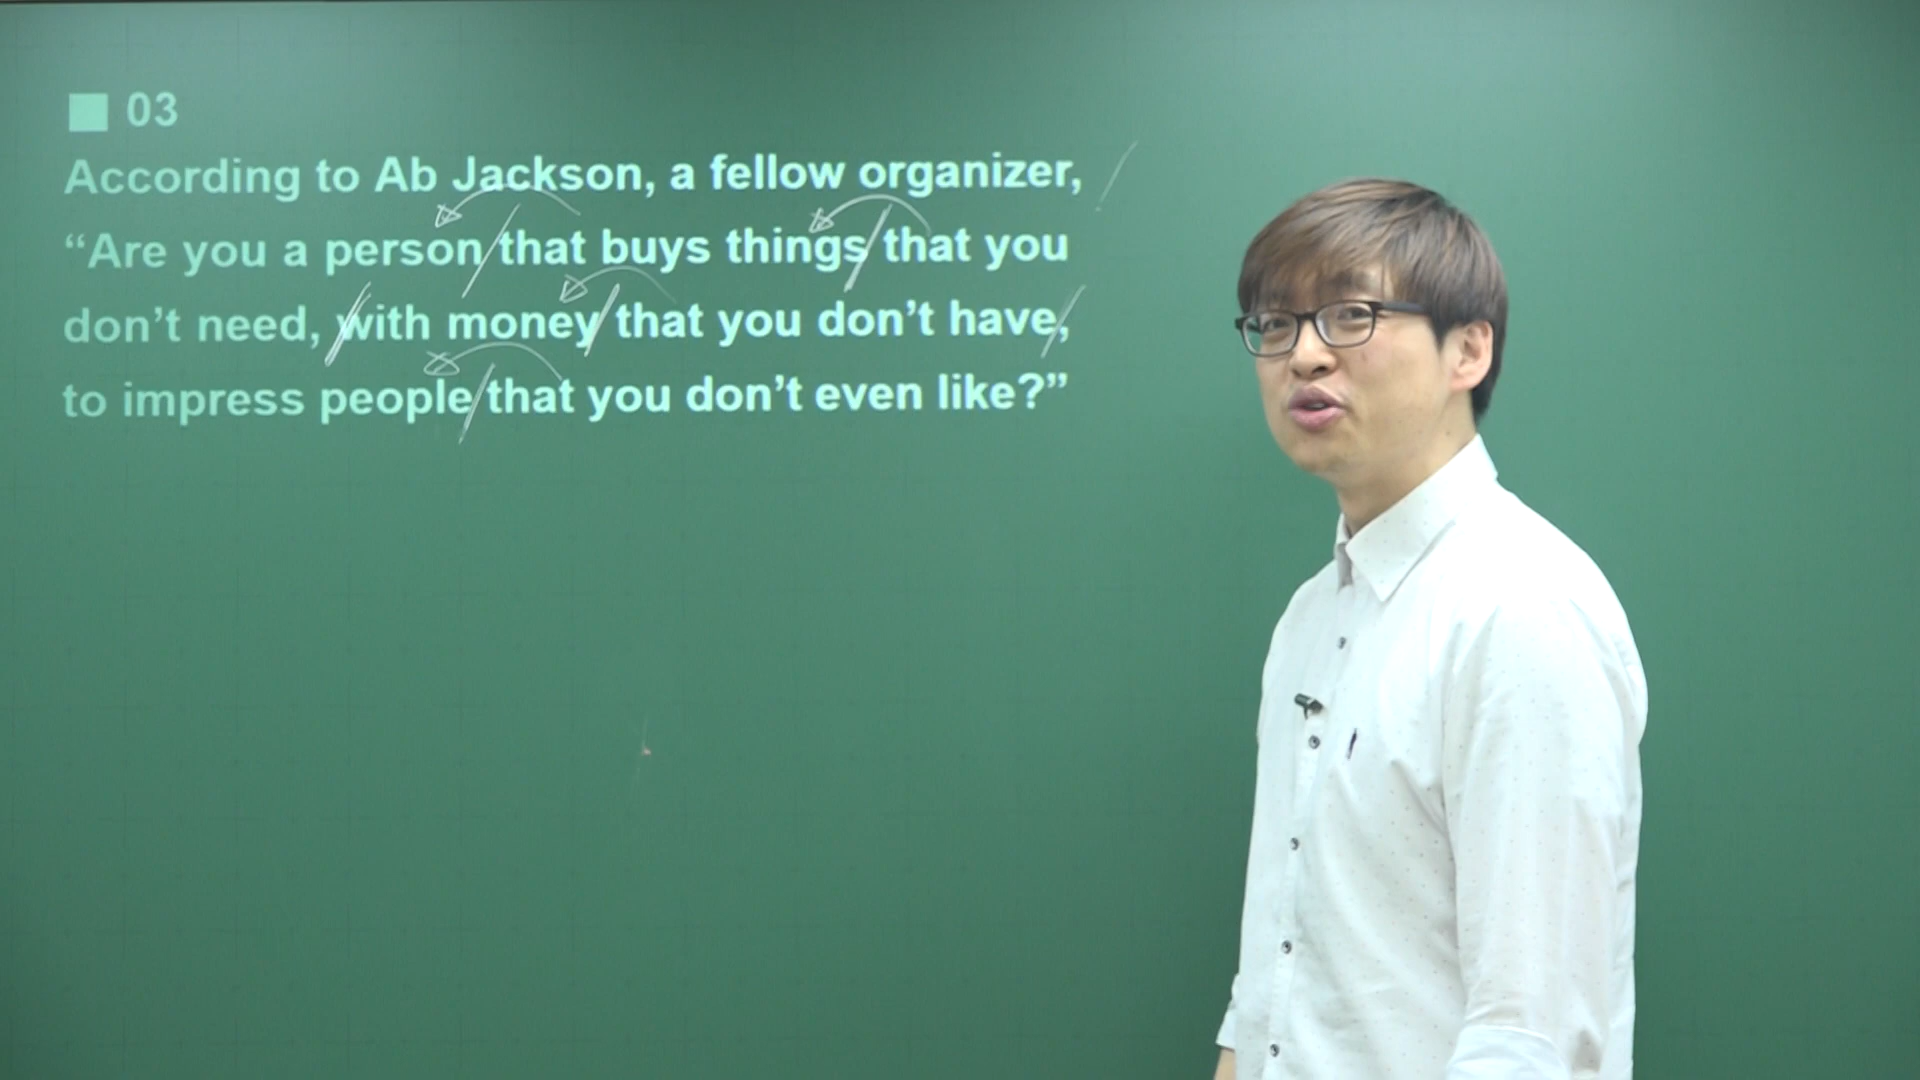 ■ 03
According to Ab Jackson, a fellow organizer,
“Are you a person that buys things that you
don’t need, with money that you don’t have,
to impress people that you don’t even like?”